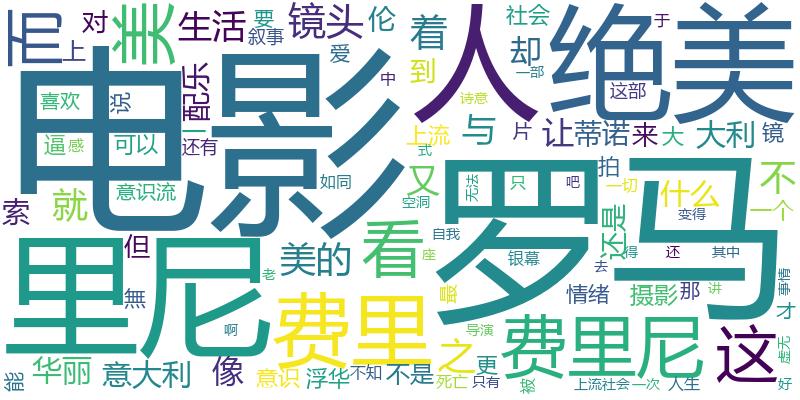 而
上
对
美
生活
镜头
伦
要
叙事
爱
着
到
社会
却
一部
人
绝美
于
这部
电影
喜欢
说
配乐
一
中
诗意
逼
感
可以
还有
上流
与
片
让
蒂诺
来
大
大利
镜
意识流
如同
式
又
无法
只
吧
拍
一切
什么
不
索
就
空洞
罗马
还是
变得
一个
但
無
里尼
美的
看
自我
座
银幕
得
去
还
其中
老
费里
最
情绪
摄影
那
讲
才
事情
啊
导演
费里尼
这
虚无
能
华丽
意大利
像
意识
浮华
不知
不是
之
更
死亡
只有
被
上流社会
一次
人生
好